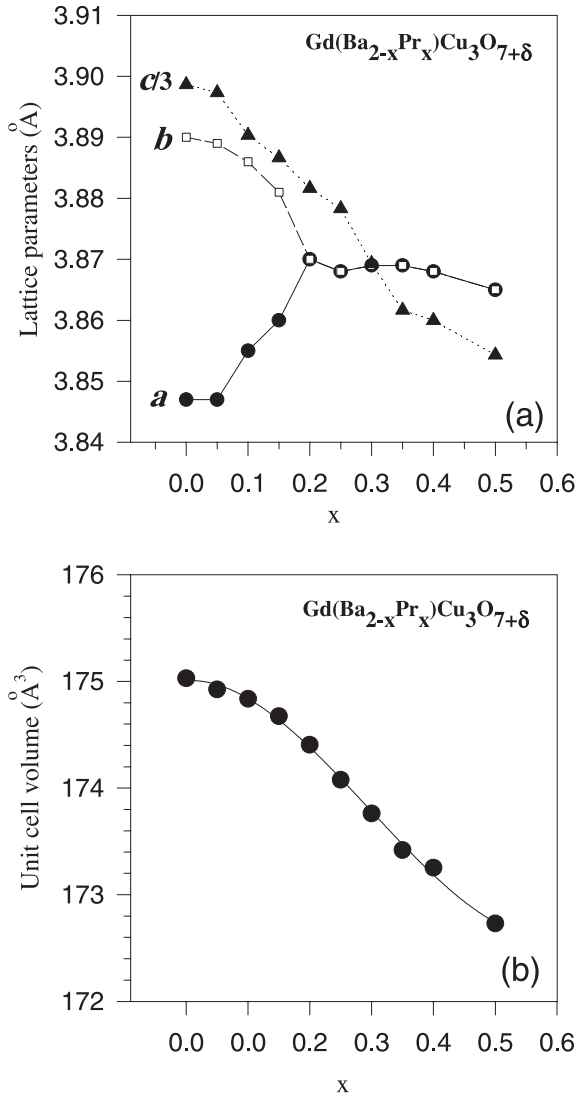 3.91
Gd(Ba2-xPrx)Cu3O7+δ
3.90
c/3
3.89
b
3.88
Lattice parameters (Å)
3.87
3.86
3.85
a
(a)
3.84
0.0 0.1 0.2 0.3 0.4 0.5 0.6
x
176
Gd(Ba2-xPrx)Cu3O7+δ
175
Unit cell volume (Å3)
174
173
(b)
172
0.0 0.0 0.2 0.3 0.4 0.5 0.6
x